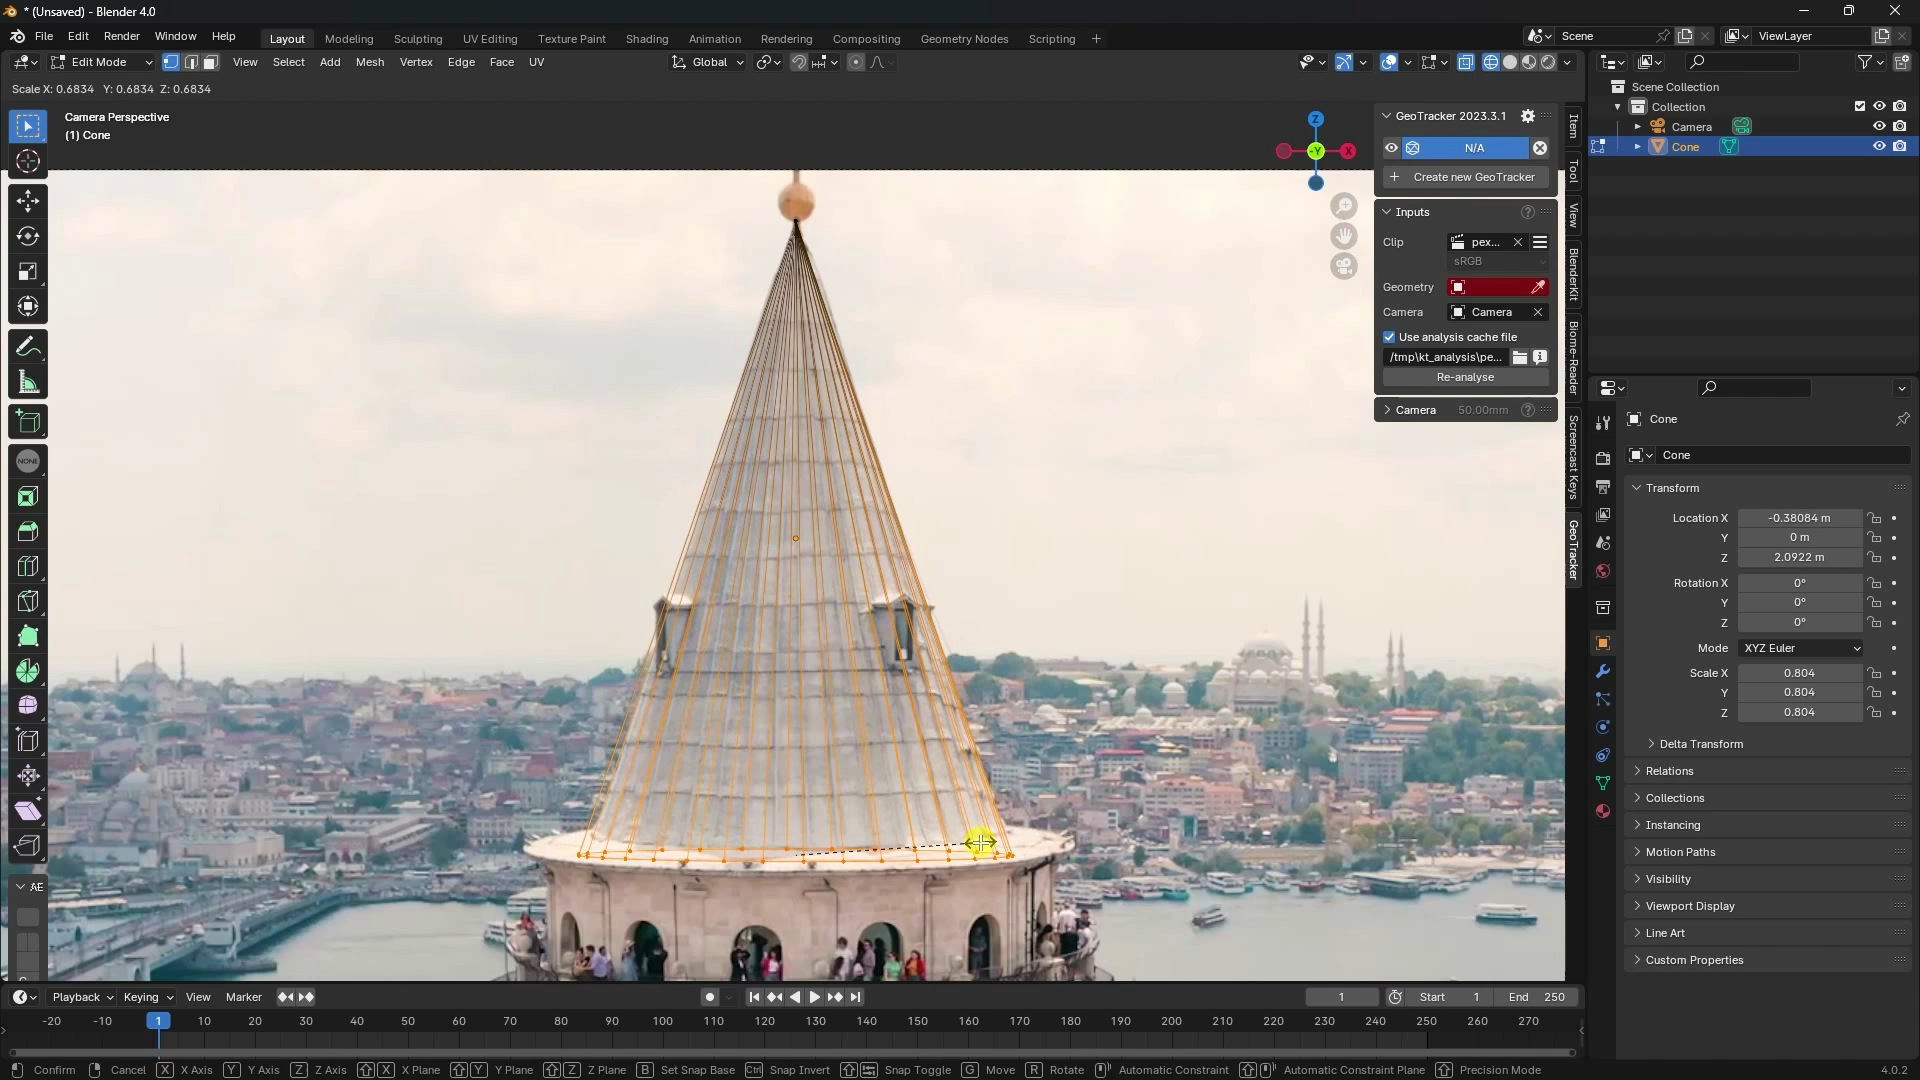 * (Unsaved) - Blender 4.0
File Edit Render Window Help
Layout Modeling Sculpting UV Editing Texture Paint Shading Animation Rendering Compositing Geometry Nodes Scripting
Scene ViewLayer
Edit Mode View Select Add Mesh Vertex Edge Face UV Global
Scale X: 0.6834 Y: 0.6834 Z: 0.6834
Camera Perspective
(1) Cone
Z
-Y X
NONE
AE
GeoTracker 2023.3.1
N/A
Create new GeoTracker
Inputs
Clip pex...
sRGB
Geometry
Camera Camera
Use analysis cache file
/tmp\kt_analysis\pe...
Re-analyse
Camera 50.00mm
Item
Tool
View
BlenderKit
Biome-Reader
Screencast Keys
GeoTracker
Scene Collection
Collection
Camera
Cone
Cone
Cone
Transform
Location X -0.38084 m
Y 0 m
Z 2.0922 m
Rotation X 0°
Y 0°
Z 0°
Mode XYZ Euler
Scale X 0.804
Y 0.804
Z 0.804
Delta Transform
Relations
Collections
Instancing
Motion Paths
Visibility
Viewport Display
Line Art
Custom Properties
Playback Keying View Marker 1 Start 1 End 250
-20 -10 1 10 20 30 40 50 60 70 80 90 100 110 120 130 140 150 160 170 180 190 200 210 220 230 240 250 260 270
Confirm Cancel X X Axis Y Y Axis Z Z Axis X X Plane Y Y Plane Z Z Plane B Set Snap Base Ctrl Snap Invert Snap Toggle G Move R Rotate Automatic Constraint Automatic Constraint Plane Precision Mode 4.0.2